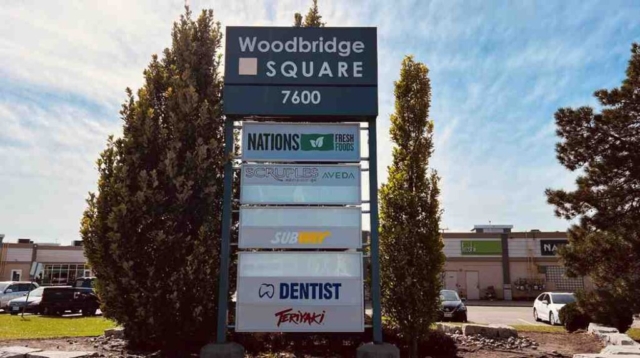 Woodbridge
SQUARE
7600
NATIONS FRESH
FOODS
SCRUPLES AVEDA
SUBWAY
DENTIST
TERIYAKI